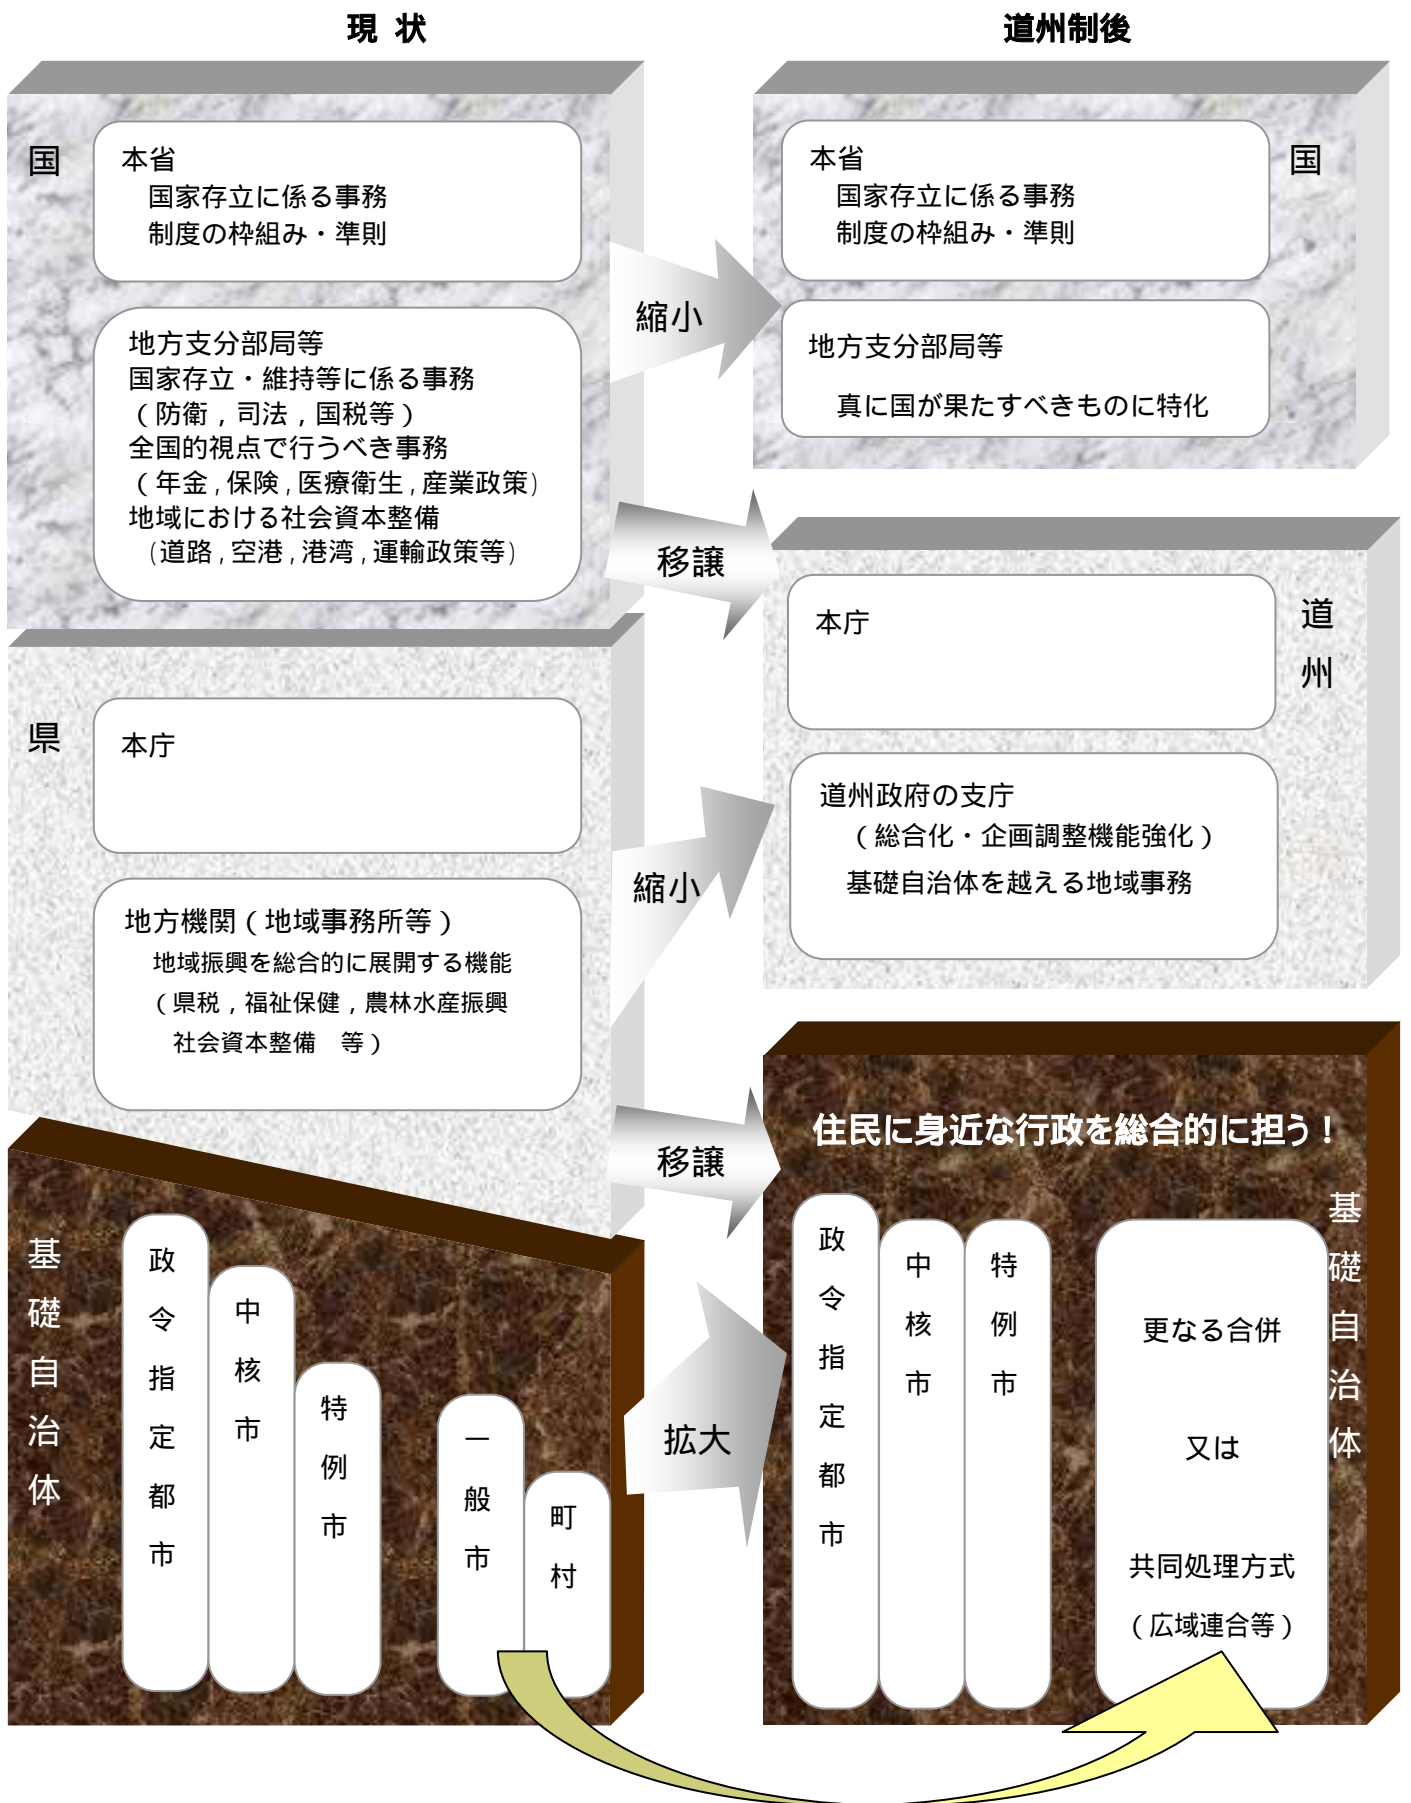 現 状
国
本省
国家存立に係る事務
制度の枠組み・準則
地方支分部局等
国家存立・維持等に係る事務
(防衛,司法,国税等)
全国的視点で行うべき事務
(年金,保険,医療衛生,産業政策)
地域における社会資本整備
(道路,空港,港湾,運輸政策等)
県
本庁
地方機関(地域事務所等)
地域振興を総合的に展開する機能
(県税,福祉保健,農林水産振興
社会資本整備 等)
基礎自治体
政令指定都市
中核市
特例市
一般市
町村
縮小
移譲
縮小
移譲
拡大
道州制後
国
本省
国家存立に係る事務
制度の枠組み・準則
地方支分部局等
真に国が果たすべきものに特化
道州
本庁
道州政府の支庁
(総合化・企画調整機能強化)
基礎自治体を越える地域事務
住民に身近な行政を総合的に担う!
基礎自治体
政令指定都市
中核市
特例市
更なる合併
又は
共同処理方式
(広域連合等)